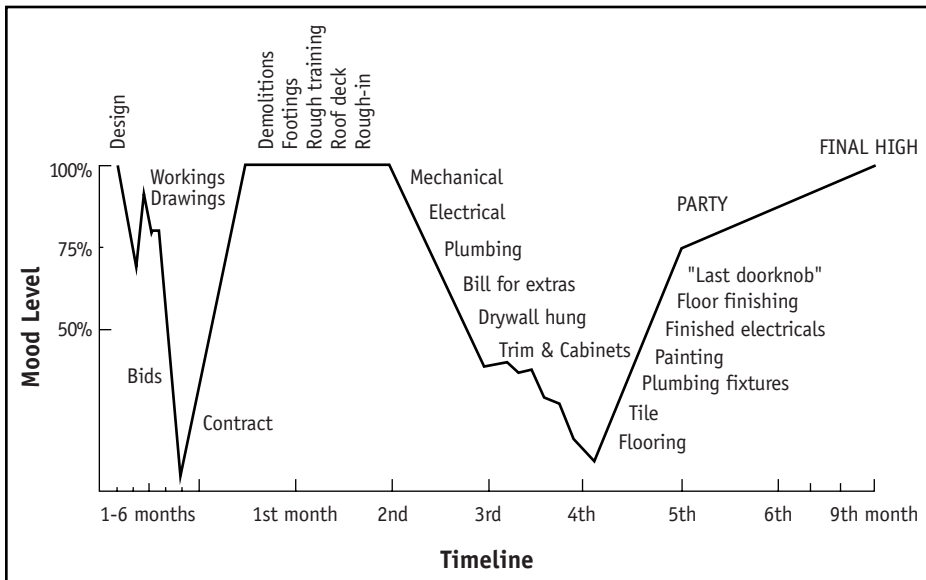 Design
Demolitions
Footings
Rough training
Roof deck
Rough-in
FINAL HIGH
100%
Workings
Drawings
Mechanical
PARTY
Electrical
75%
Plumbing
"Last doorknob"
Bill for extras
Floor finishing
Drywall hung
Finished electricals
50%
Trim & Cabinets
Painting
Mood Level
Bids
Plumbing fixtures
Contract
Tile
Flooring
1-6 months
1st month
2nd
3rd
4th
5th
6th
9th month
Timeline